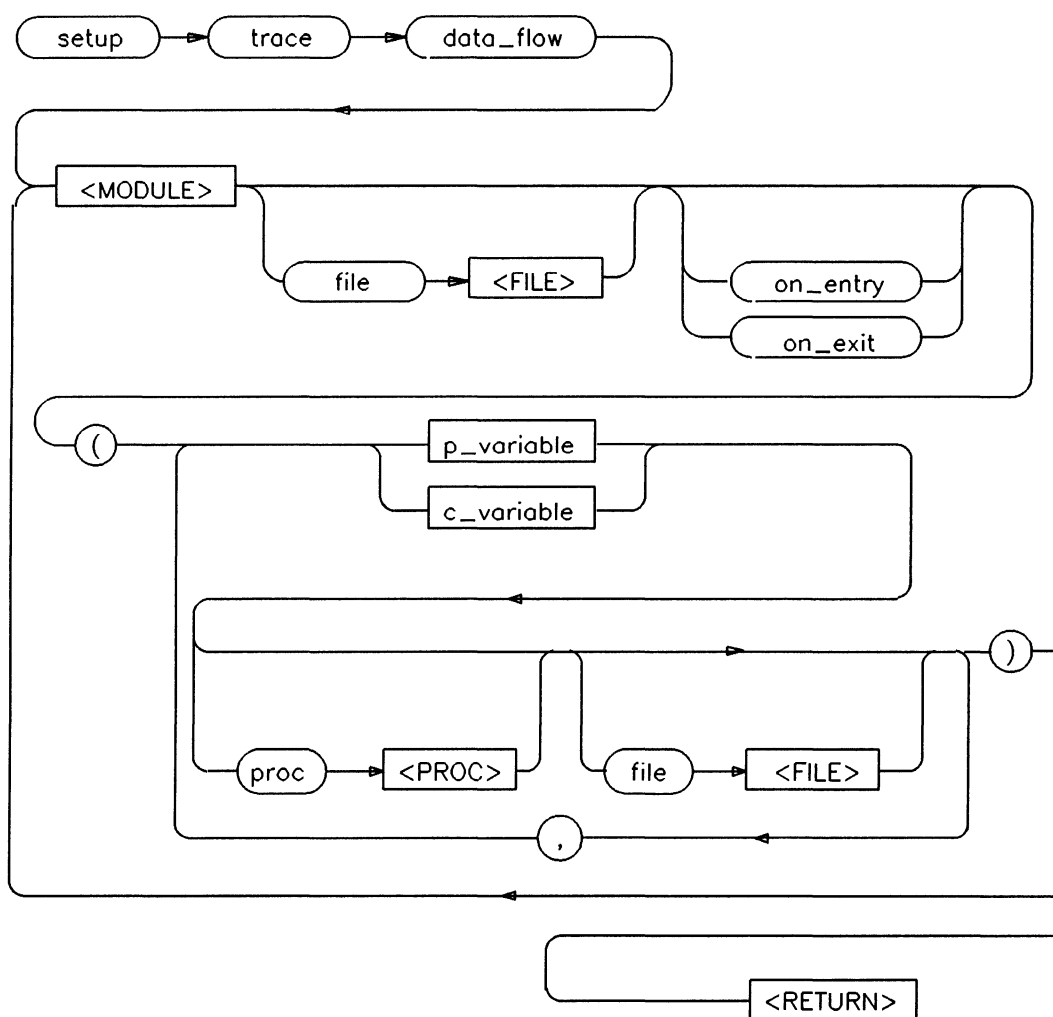 setup trace data_flow
<MODULE>
file <FILE> on_entry
on_exit
( p_variable
c_variable
)
proc <PROC> file <FILE>
,
<RETURN>